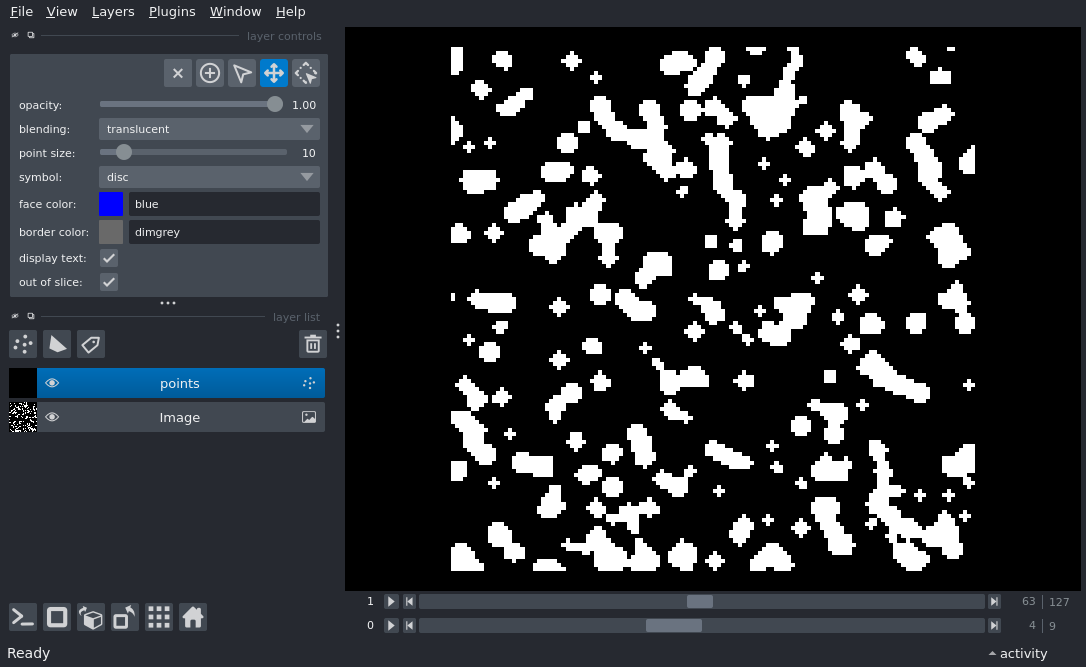 File View Layers Plugins Window Help
layer controls
opacity: 1.00
blending: translucent
point size: 10
symbol: disc
face color: blue
border color: dimgrey
display text:
out of slice:
layer list
points
Image
1 63 127
0 4 9
Ready activity